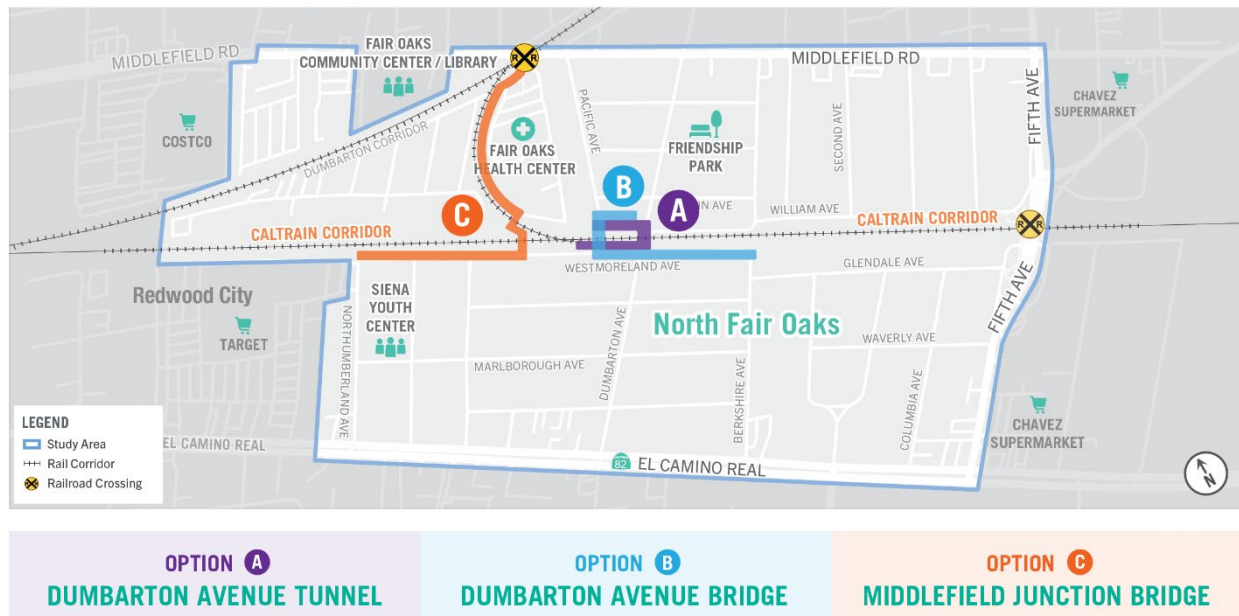 MIDDLEFIELD RD
FAIR OAKS
COMMUNITY CENTER / LIBRARY
R R
MIDDLEFIELD RD
COSTCO
DUMBARTON CORRIDOR
PACIFIC AVE
FAIR OAKS
HEALTH CENTER
FRIENDSHIP
PARK
SECOND AVE
FIFTH AVE
CHAVEZ
SUPERMARKET
B
A
C
N AVE
WILLIAM AVE
CALTRAIN CORRIDOR
CALTRAIN CORRIDOR
R R
WESTMORELAND AVE
GLENDALE AVE
Redwood City
SIENA
YOUTH
CENTER
North Fair Oaks
FIFTH AVE
TARGET
NORTHUMBERLAND AVE
MARLBOROUGH AVE
DUMBARTON AVE
BERKSHIRE AVE
WAVERLY AVE
COLUMBIA AVE
CHAVEZ
SUPERMARKET
LEGEND
Study Area
Rail Corridor
Railroad Crossing
EL CAMINO REAL
82 EL CAMINO REAL
N
OPTION A
DUMBARTON AVENUE TUNNEL
OPTION B
DUMBARTON AVENUE BRIDGE
OPTION C
MIDDLEFIELD JUNCTION BRIDGE